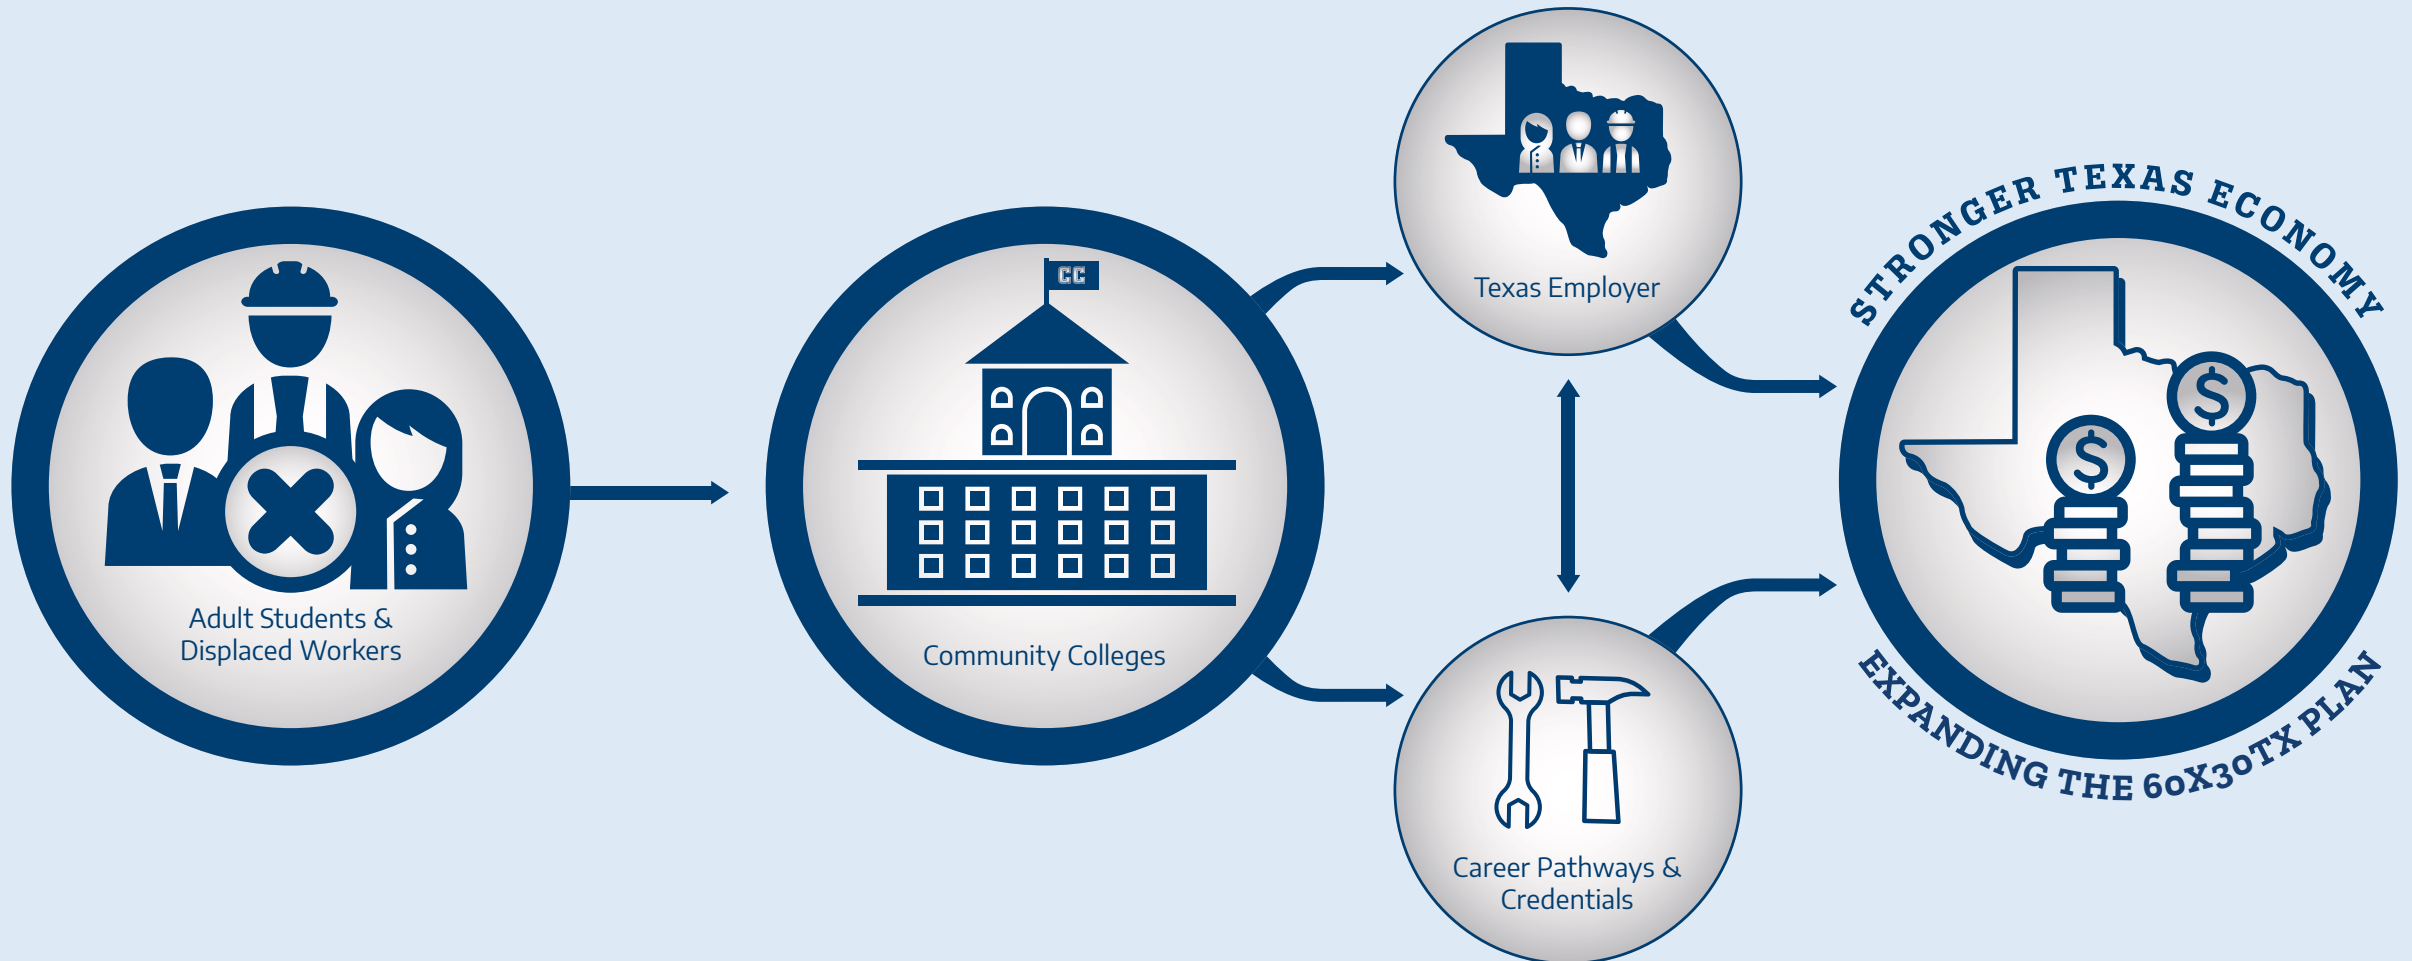 Adult Students &
Displaced Workers
CC
Community Colleges
Texas Employer
Career Pathways &
Credentials
STRONGER TEXAS ECONOMY
$
$
EXPANDING THE 60X30TX PLAN